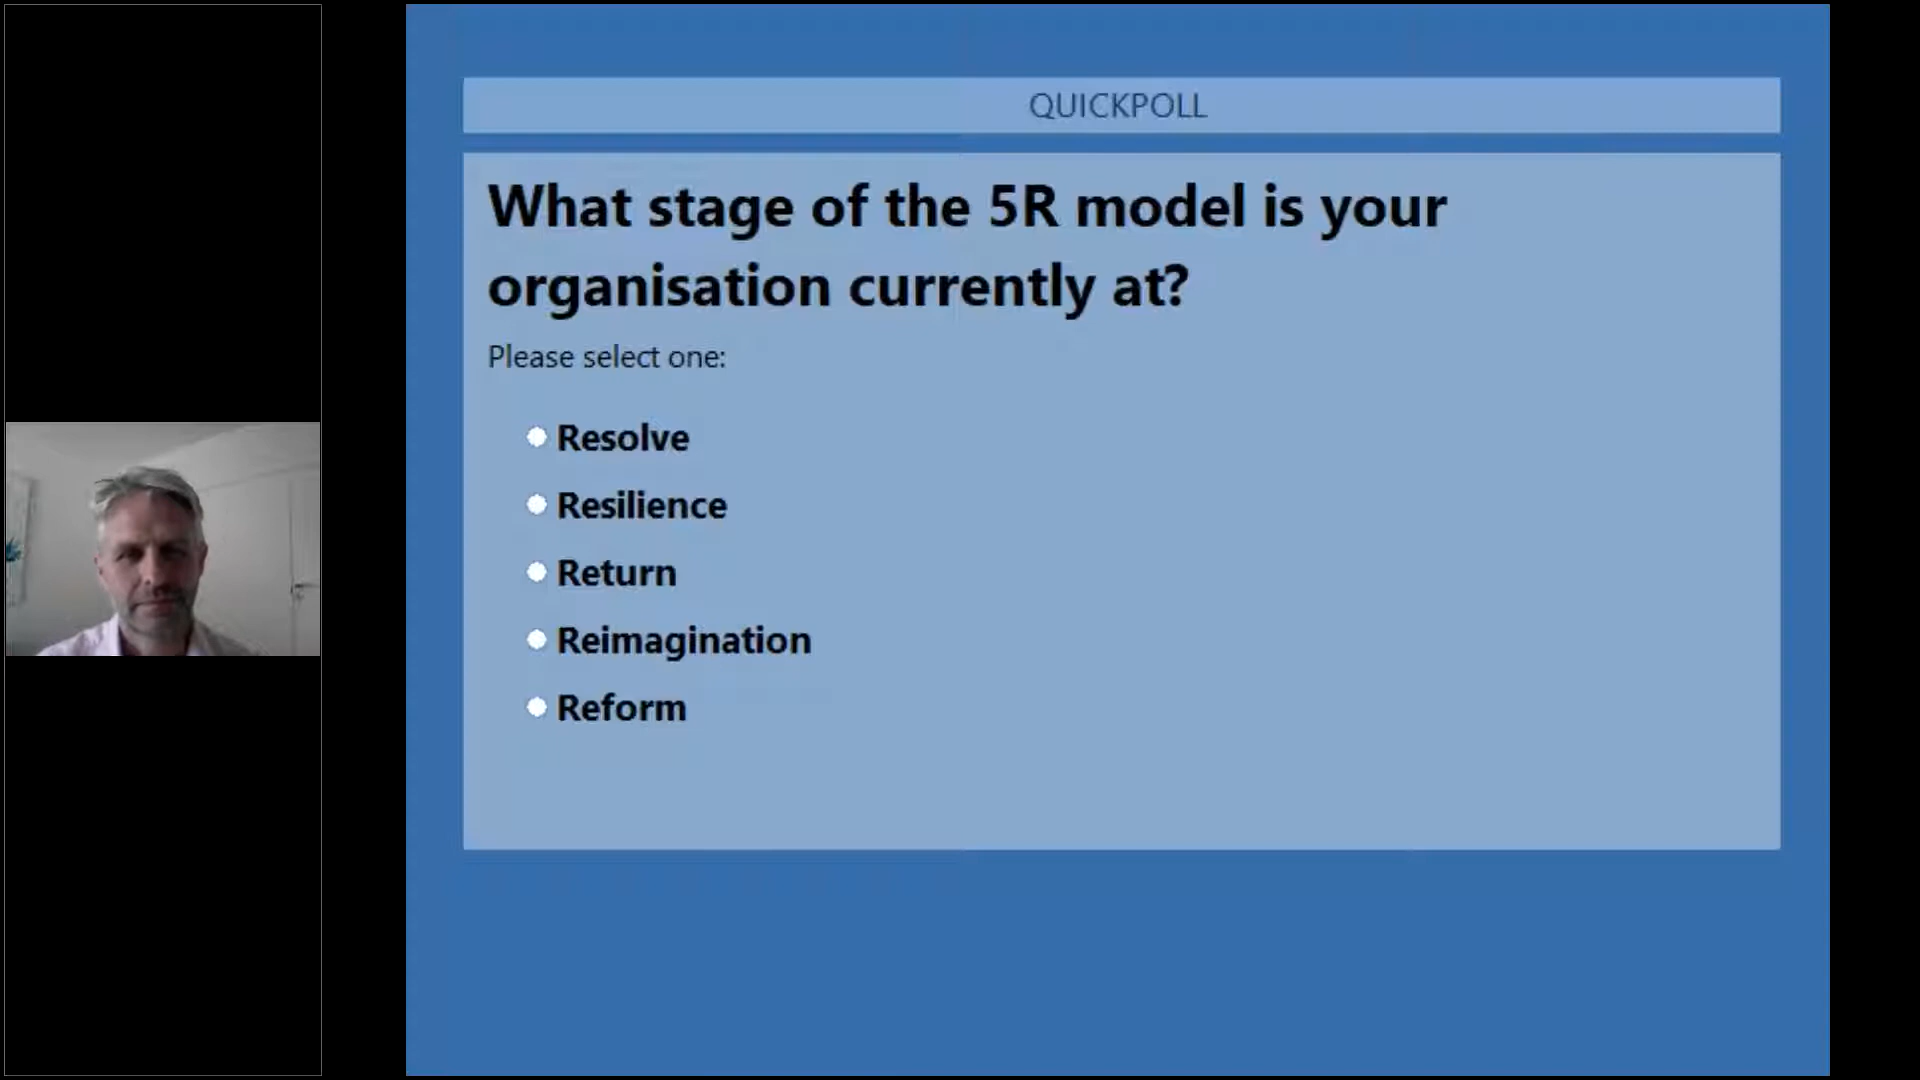 QUICKPOLL
What stage of the 5R model is your
organisation currently at?
Please select one:
Resolve
Resilience
Return
Reimagination
Reform